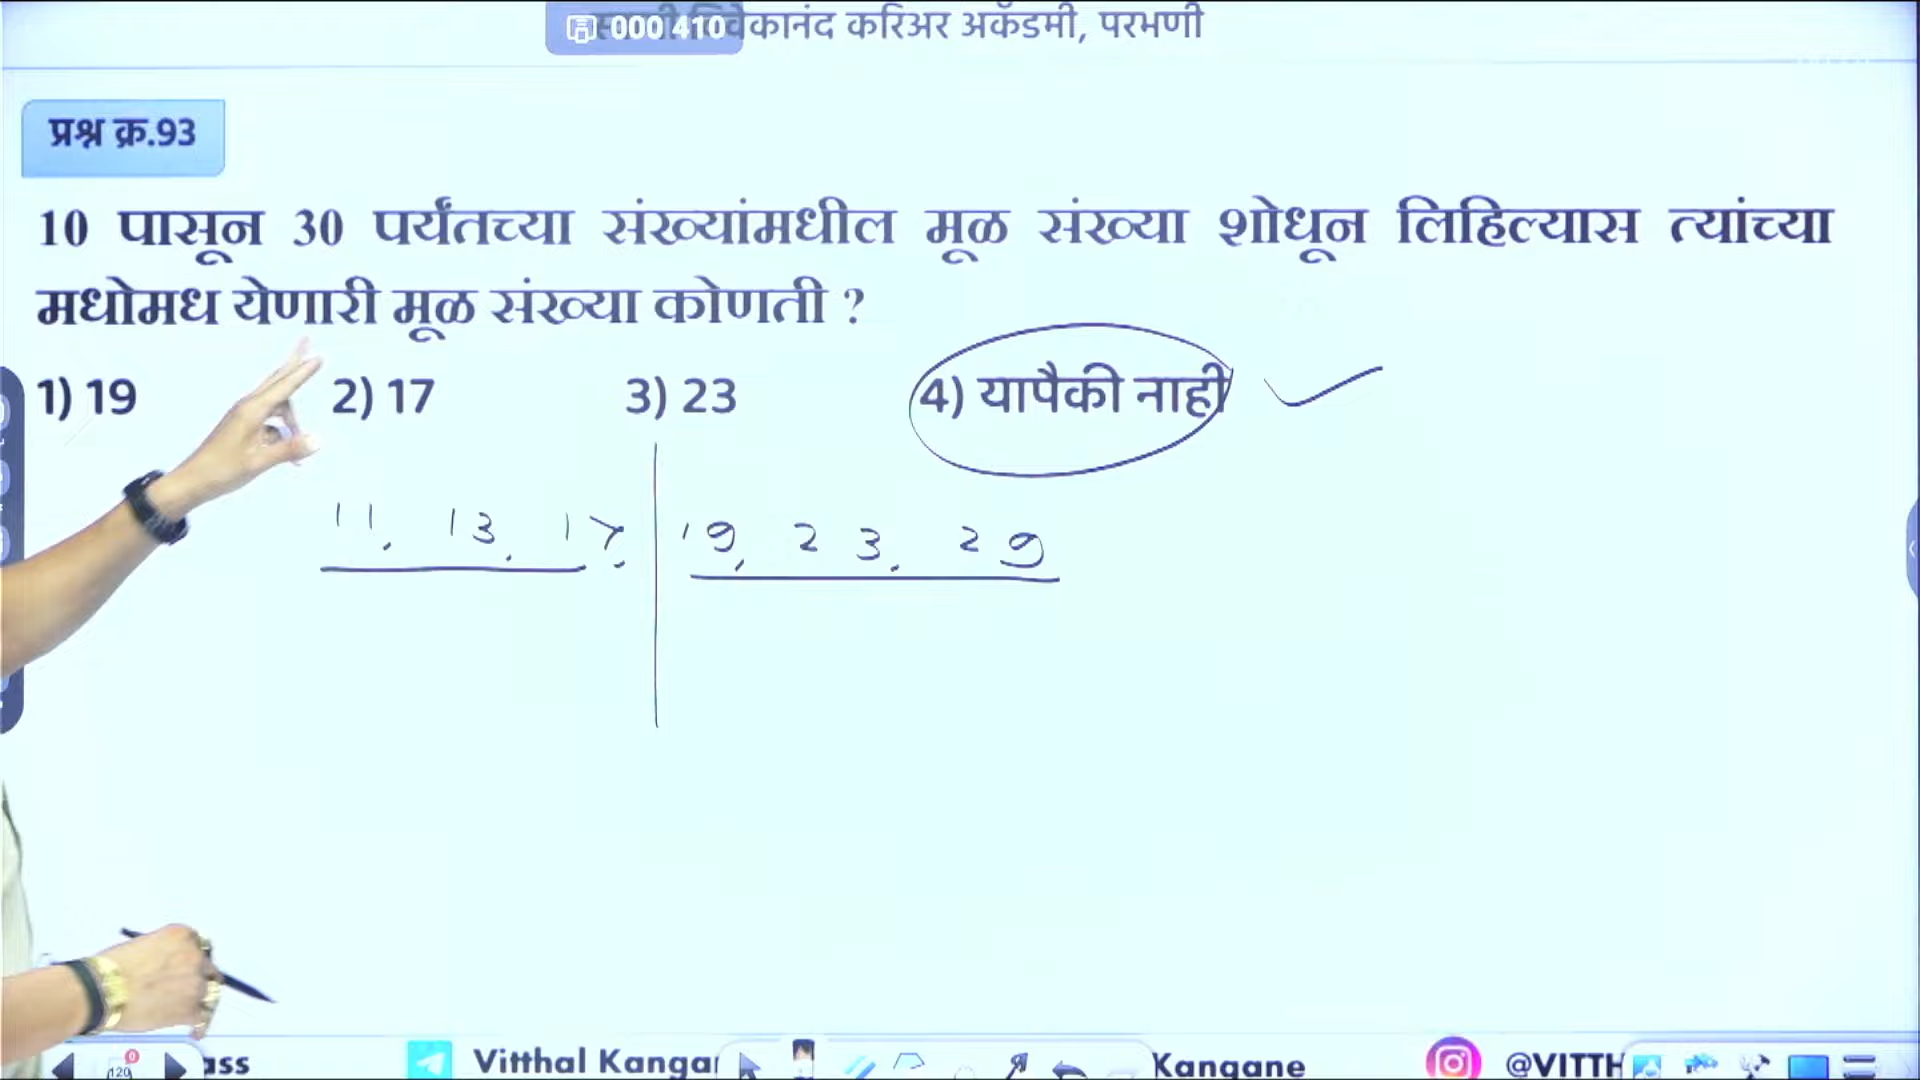 000 410
करिअर अकॅडमी, परभणी
प्रश्न क्र.93
10 पासून 30 पर्यंतच्या संख्यांमधील मूळ संख्या शोधून लिहिल्यास त्यांच्या
मधोमध येणारी मूळ संख्या कोणती ?
1) 19 2) 17 3) 23 4) यापैकी नाही
11, 13, 17, 19, 23, 29
Vitthal Kangan Kangane @VITTH